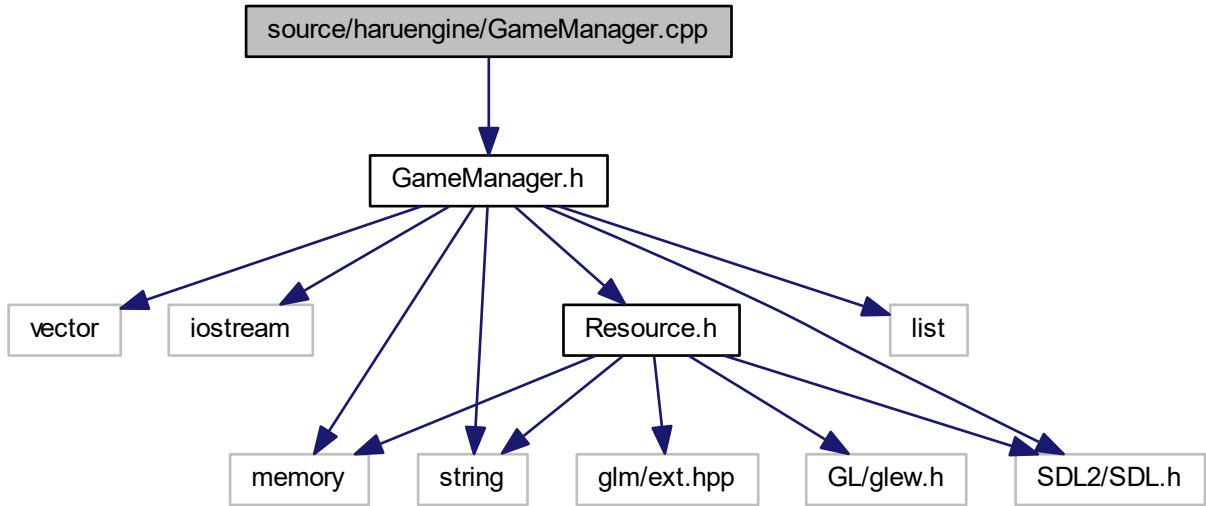 source/haruengine/GameManager.cpp
GameManager.h
vector
iostream
Resource.h
list
memory
string
glm/ext.hpp
GL/glew.h
SDL2/SDL.h